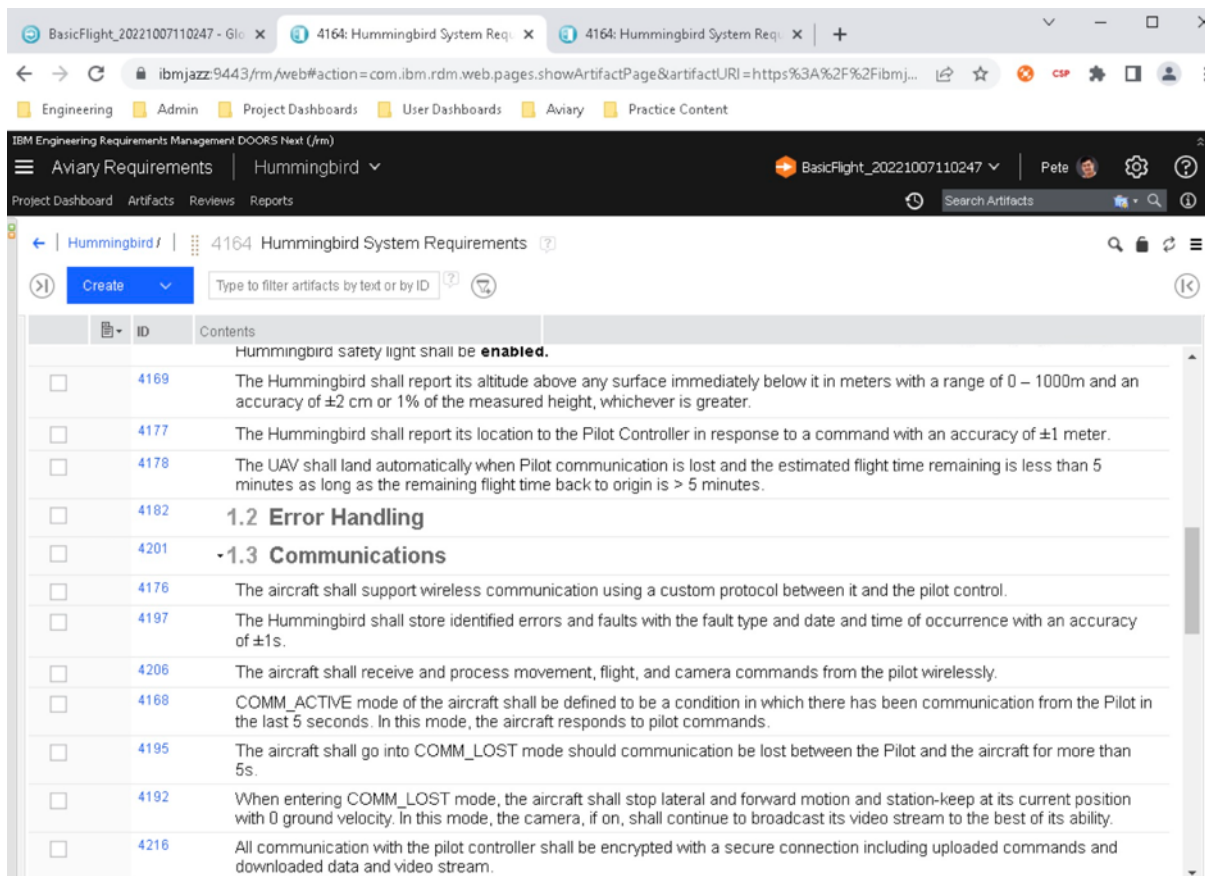 BasicFlight_20221007110247 - Glo
4164: Hummingbird System Requ
4164: Hummingbird System Requ
ibmjazz:9443/rm/web#action=com.ibm.rdm.web.pages.showArtifactPage&artifactURI=https%3A%2F%2Fibmj...
CSP
Engineering Admin Project Dashboards User Dashboards Aviary Practice Content
IBM Engineering Requirements Management DOORS Next (/rm)
Aviary Requirements Hummingbird BasicFlight_20221007110247 Pete
Project Dashboard Artifacts Reviews Reports Search Artifacts
Hummingbird / 4164 Hummingbird System Requirements
Create Type to filter artifacts by text or by ID
ID Contents
Hummingbird safety light shall be enabled.
4169 The Hummingbird shall report its altitude above any surface immediately below it in meters with a range of 0 – 1000m and an
accuracy of ±2 cm or 1% of the measured height, whichever is greater.
4177 The Hummingbird shall report its location to the Pilot Controller in response to a command with an accuracy of ±1 meter.
4178 The UAV shall land automatically when Pilot communication is lost and the estimated flight time remaining is less than 5
minutes as long as the remaining flight time back to origin is > 5 minutes.
4182 1.2 Error Handling
4201 1.3 Communications
4176 The aircraft shall support wireless communication using a custom protocol between it and the pilot control.
4197 The Hummingbird shall store identified errors and faults with the fault type and date and time of occurrence with an accuracy
of ±1s.
4206 The aircraft shall receive and process movement, flight, and camera commands from the pilot wirelessly.
4168 COMM_ACTIVE mode of the aircraft shall be defined to be a condition in which there has been communication from the Pilot in
the last 5 seconds. In this mode, the aircraft responds to pilot commands.
4195 The aircraft shall go into COMM_LOST mode should communication be lost between the Pilot and the aircraft for more than
5s.
4192 When entering COMM_LOST mode, the aircraft shall stop lateral and forward motion and station-keep at its current position
with 0 ground velocity. In this mode, the camera, if on, shall continue to broadcast its video stream to the best of its ability.
4216 All communication with the pilot controller shall be encrypted with a secure connection including uploaded commands and
downloaded data and video stream.